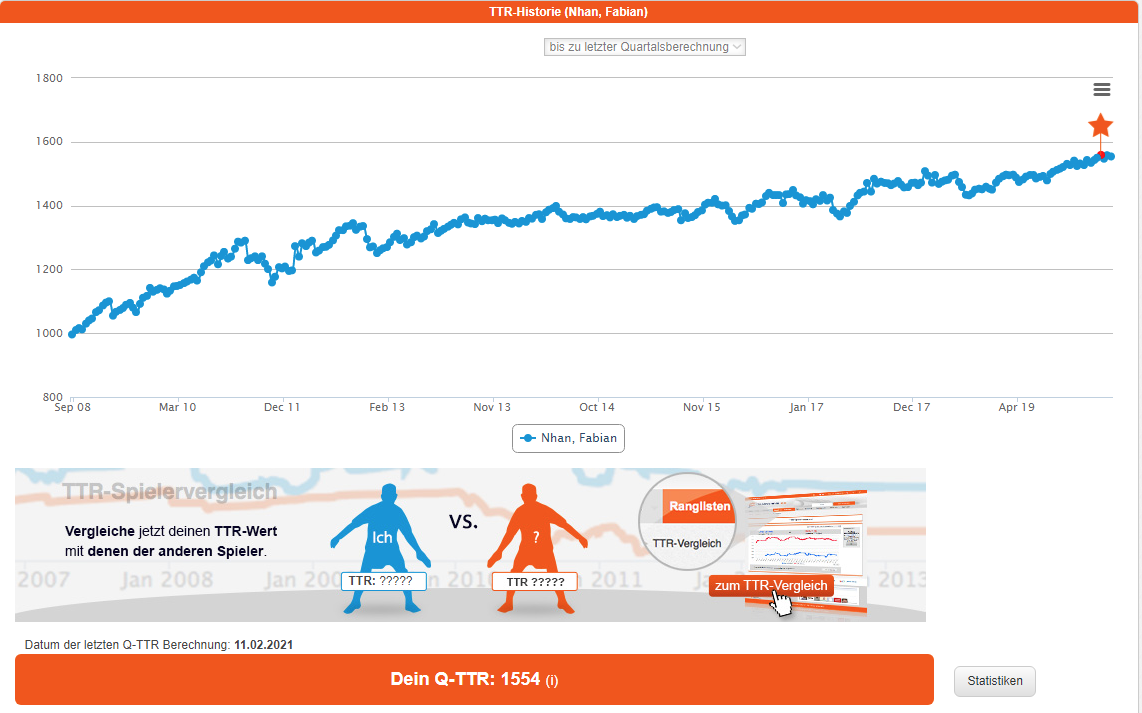 TTR-Historie (Nhan, Fabian)
bis zu letzter Quartalsberechnung
1800
1600
1400
1200
1000
800
Sep 08 Mar 10 Dec 11 Feb 13 Nov 13 Oct 14 Nov 15 Jan 17 Dec 17 Apr 19
Nhan, Fabian
TTR-Spielervergleich
Vergleiche jetzt deinen TTR-Wert
mit denen der anderen Spieler.
Ich
VS.
?
TTR: ?????
TTR ?????
Ranglisten
TTR-Vergleich
zum TTR-Vergleich
2007 Jan 2008 Jan 2010 2011 2013
Datum der letzten Q-TTR Berechnung: 11.02.2021
Dein Q-TTR: 1554 (i)
Statistiken